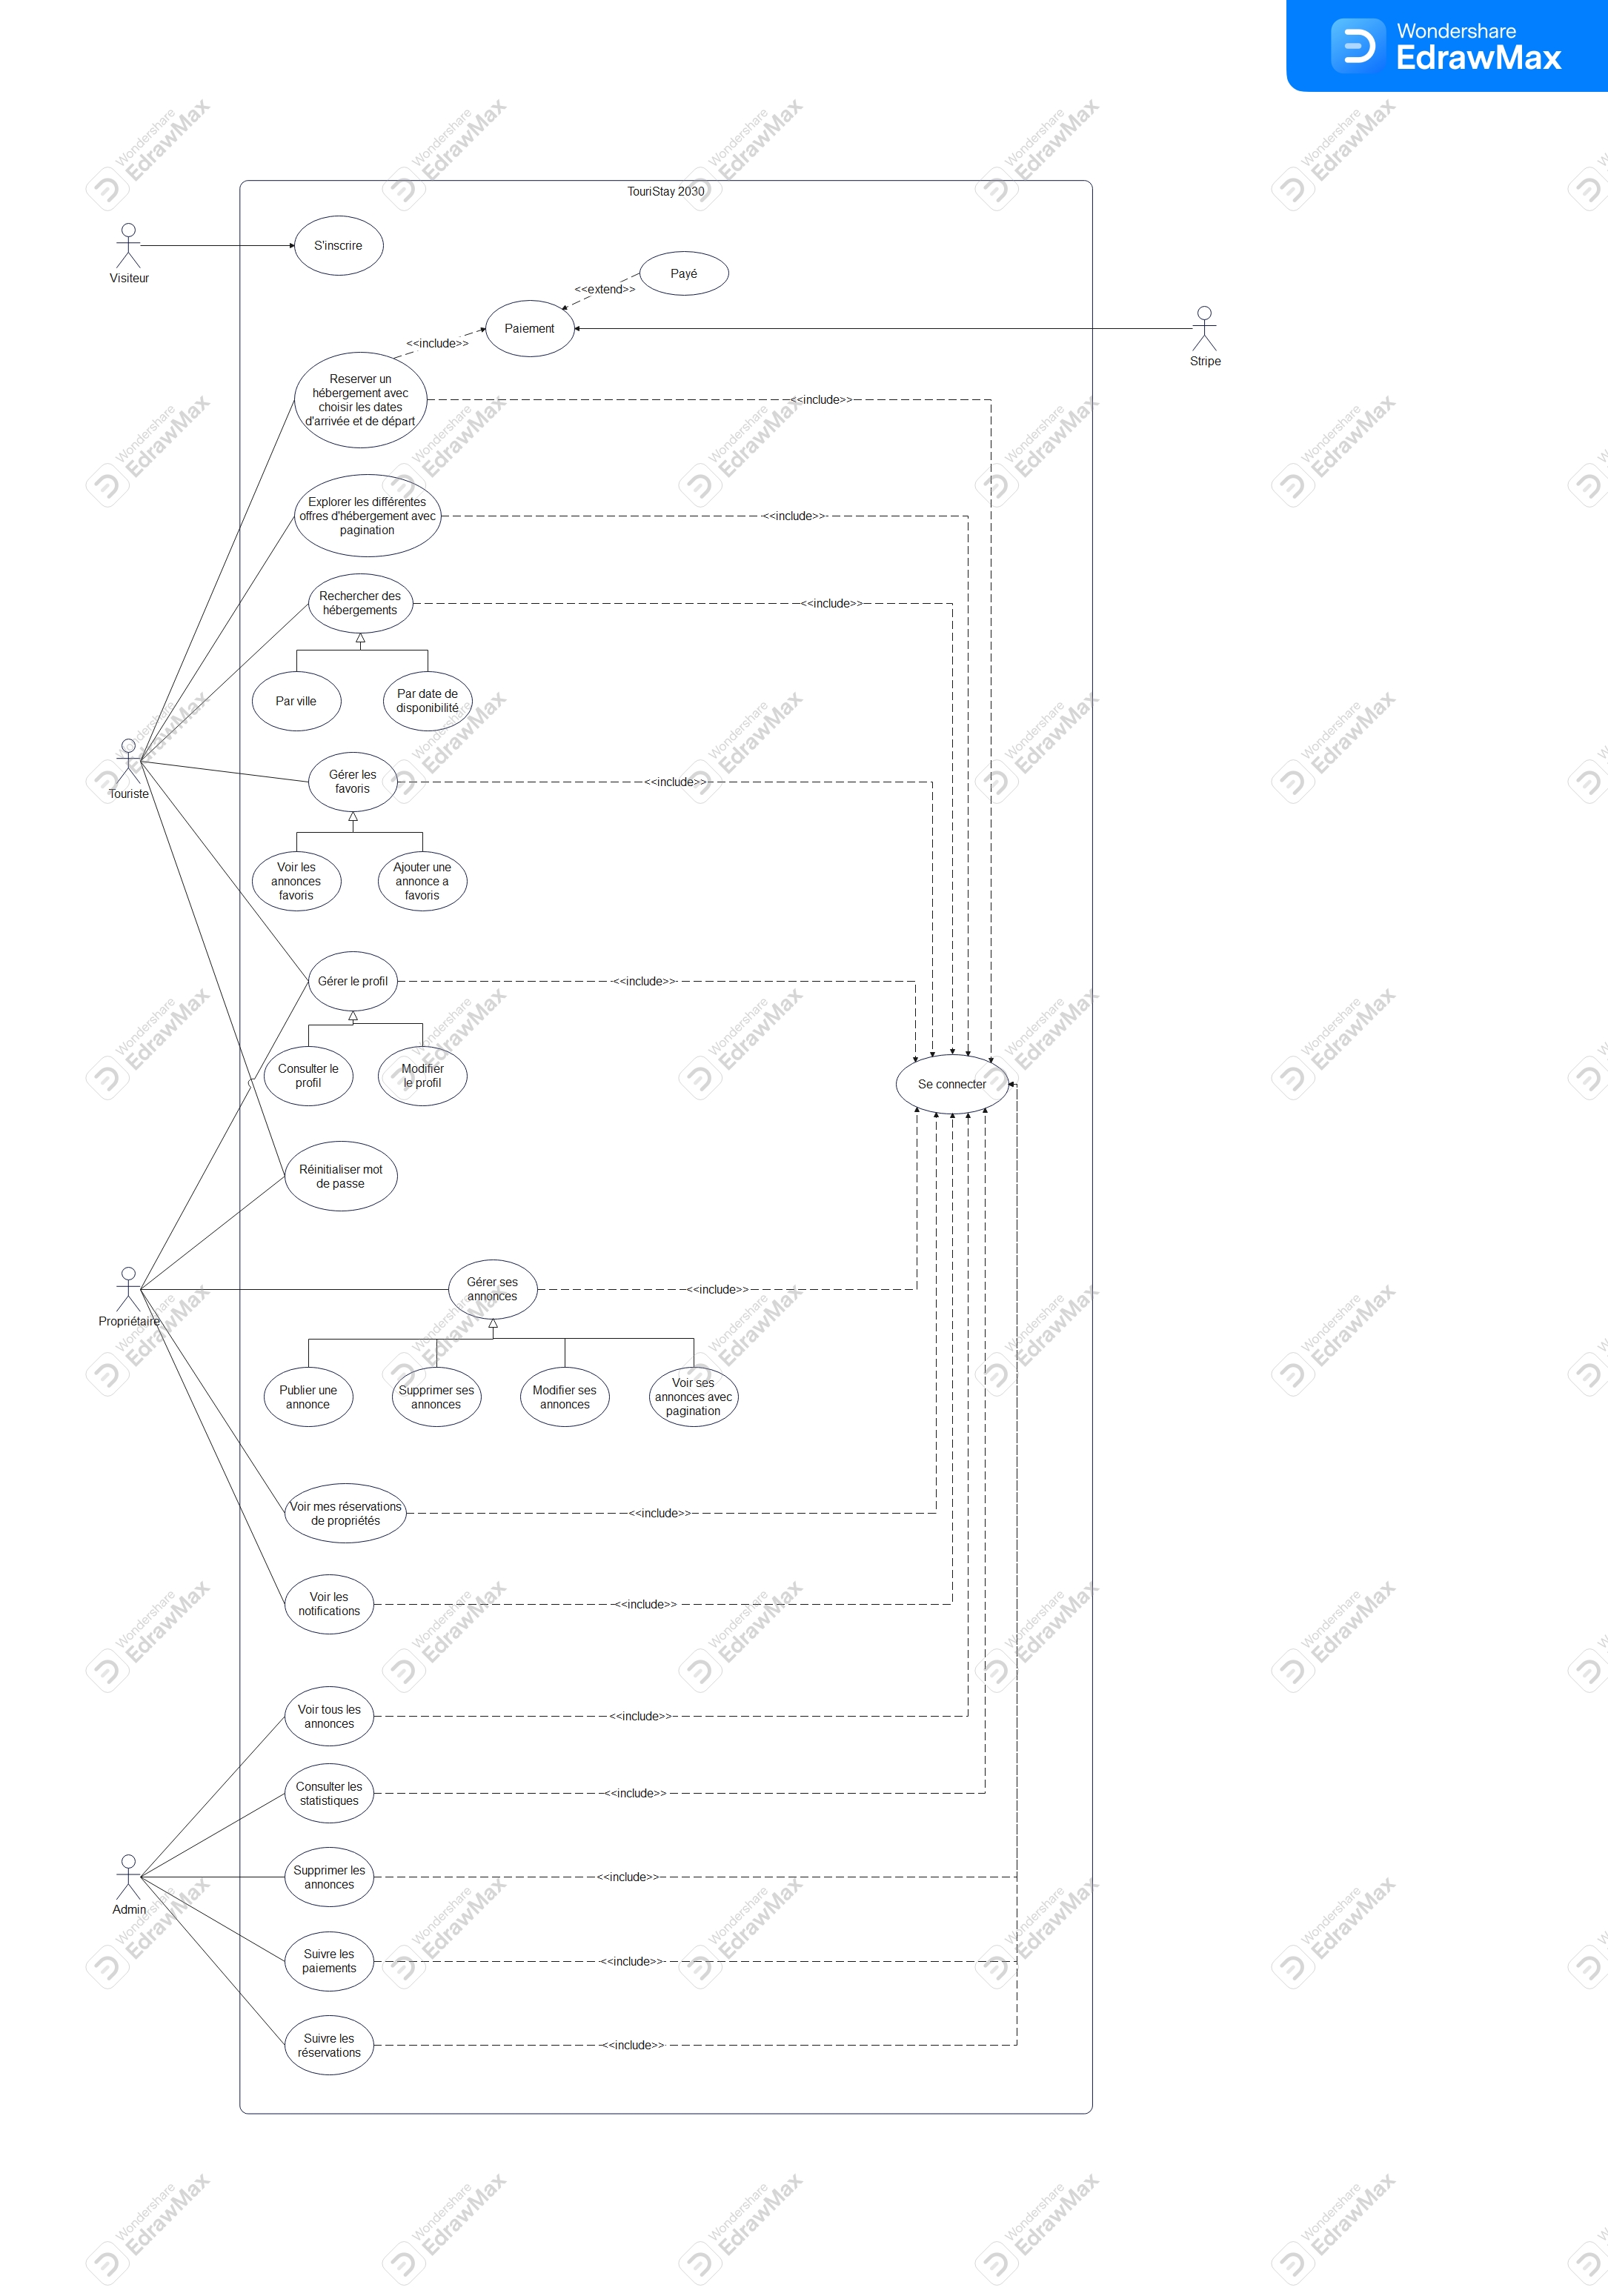 Wondershare
EdrawMax
TouriStay 2030
S'inscrire
Visiteur
Payé
<<extend>>
Paiement
<<include>>
Stripe
Reserver un
hébergement avec
choisir les dates
d'arrivée et de départ
<<include>>
Explorer les différentes
offres d'hébergement avec
pagination
<<include>>
Rechercher des
hébergements
<<include>>
Par ville
Par date de
disponibilité
Touriste
Gérer les
favoris
<<include>>
Voir les
annonces
favoris
Ajouter une
annonce a
favoris
Gérer le profil
<<include>>
Consulter le
profil
Modifier
le profil
Se connecter
Réinitialiser mot
de passe
Propriétaire
Gérer ses
annonces
<<include>>
Publier une
annonce
Supprimer ses
annonces
Modifier ses
annonces
Voir ses
annonces avec
pagination
Voir mes réservations
de propriétés
<<include>>
Voir les
notifications
<<include>>
Voir tous les
annonces
<<include>>
Consulter les
statistiques
<<include>>
Admin
Supprimer les
annonces
<<include>>
Suivre les
paiements
<<include>>
Suivre les
réservations
<<include>>